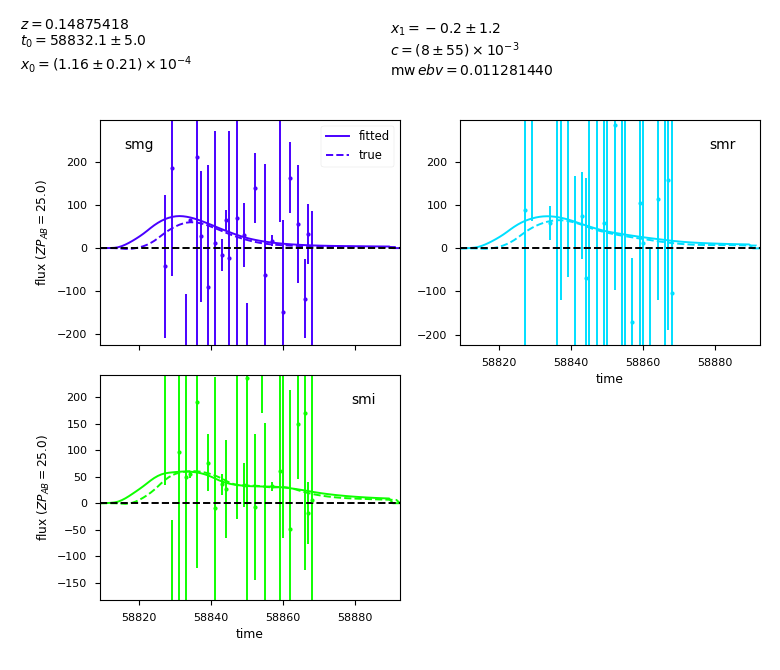 z = 0.14875418
t₀ = 58832.1 ± 5.0
x₀ = (1.16 ± 0.21) × 10⁻⁴
x₁ = −0.2 ± 1.2
c = (8 ± 55) × 10⁻³
mw ebv = 0.011281440
smg
fitted
true
200
100
0
−100
−200
flux (ZP_AB = 25.0)
smr
200
100
0
−100
−200
58820 58840 58860 58880
time
smi
200
150
100
50
0
−50
−100
−150
flux (ZP_AB = 25.0)
58820 58840 58860 58880
time